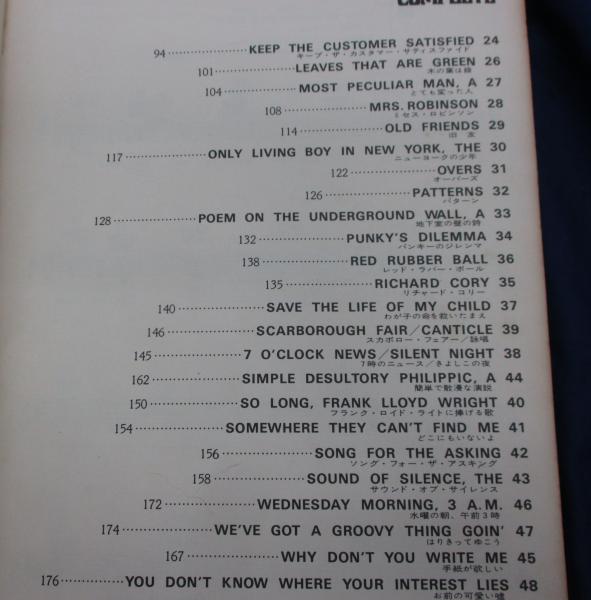 COMPLETE
94 KEEP THE CUSTOMER SATISFIED 24
キープ・ザ・カスタマー・サティスファイド
101 LEAVES THAT ARE GREEN 26
木の葉は緑
104 MOST PECULIAR MAN, A 27
とても変った人
108 MRS. ROBINSON 28
ミセス・ロビンソン
114 OLD FRIENDS 29
旧友
117 ONLY LIVING BOY IN NEW YORK, THE 30
ニューヨークの少年
122 OVERS 31
オーバーズ
126 PATTERNS 32
パターン
128 POEM ON THE UNDERGROUND WALL, A 33
地下室の壁の詩
132 PUNKY'S DILEMMA 34
パンキーのジレンマ
138 RED RUBBER BALL 36
レッド・ラバー・ボール
135 RICHARD CORY 35
リチャード・コリー
140 SAVE THE LIFE OF MY CHILD 37
わが子の命を救いたまえ
146 SCARBOROUGH FAIR/CANTICLE 39
スカボロー・フェアー/詠唱
145 7 O'CLOCK NEWS/SILENT NIGHT 38
7時のニュース/きよしこの夜
162 SIMPLE DESULTORY PHILIPPIC, A 44
簡単で散漫な演説
150 SO LONG, FRANK LLOYD WRIGHT 40
フランク・ロイド・ライトに捧げる歌
154 SOMEWHERE THEY CAN'T FIND ME 41
どこにもいないよ
156 SONG FOR THE ASKING 42
ソング・フォー・ザ・アスキング
158 SOUND OF SILENCE, THE 43
サウンド・オブ・サイレンス
172 WEDNESDAY MORNING, 3 A.M. 46
水曜の朝、午前3時
174 WE'VE GOT A GROOVY THING GOIN' 47
はりきってゆこう
167 WHY DON'T YOU WRITE ME 45
手紙が欲しい
176 YOU DON'T KNOW WHERE YOUR INTEREST LIES 48
お前の可愛い嘘